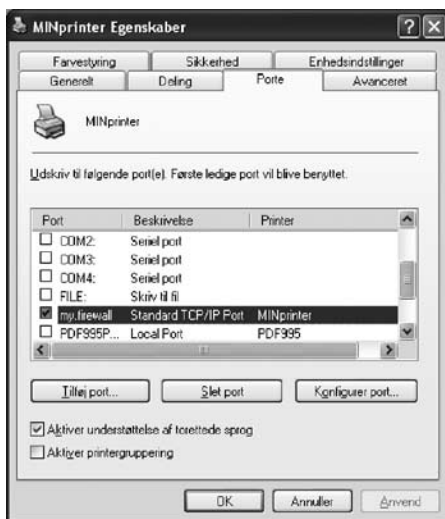 MINprinter Egenskaber
Farvestyring Sikkerhed Enhedsindstillinger
Generelt Deling Porte Avanceret
MINprinter
Udskriv til følgende port(e). Første ledige port vil blive benyttet.
Port Beskrivelse Printer
COM2: Seriel port
COM3: Seriel port
COM4: Seriel port
FILE: Skriv til fil
my.firewall Standard TCP/IP Port MINprinter
PDF995P... Local Port PDF995
Tilføj port... Slet port Konfigurer port...
Aktiver understøttelse af torettede sprog
Aktiver printergruppering
OK Annuller Anvend